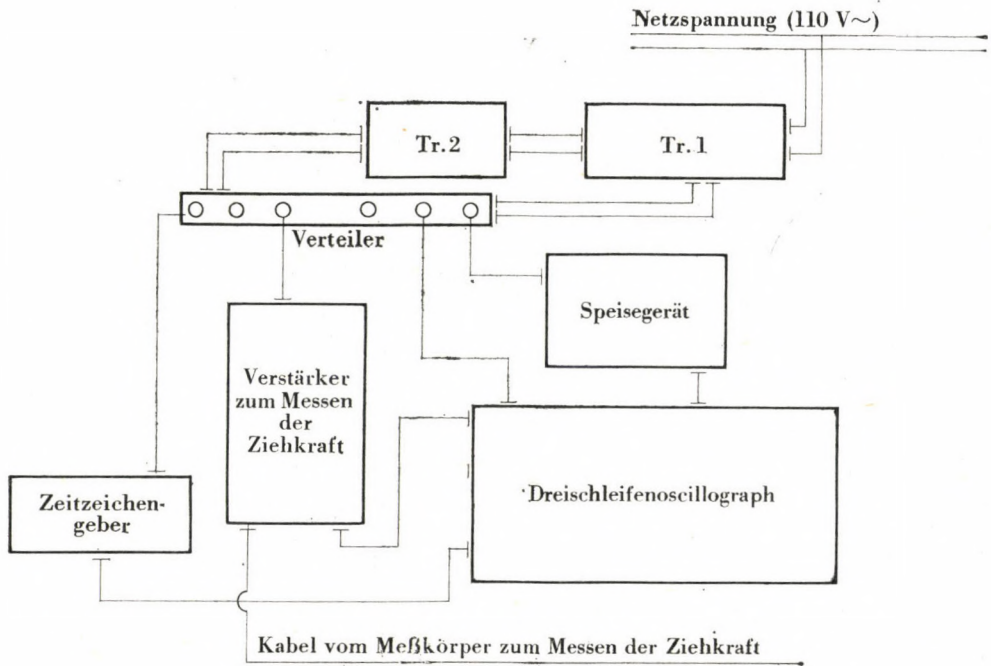 Netzspannung (110 V~)
Tr.2
Tr.1
Verteiler
Speisegerät
Verstärker
zum Messen
der
Ziehkraft
Dreischleifenoscillograph
Zeitzeichen-
geber
Kabel vom Meßkörper zum Messen der Ziehkraft